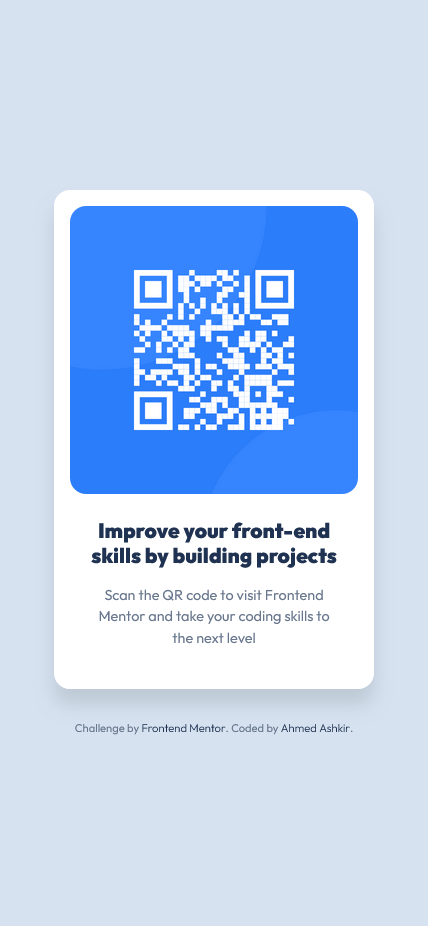 Improve your front-end
skills by building projects
Scan the QR code to visit Frontend
Mentor and take your coding skills to
the next level
Challenge by Frontend Mentor. Coded by Ahmed Ashkir.